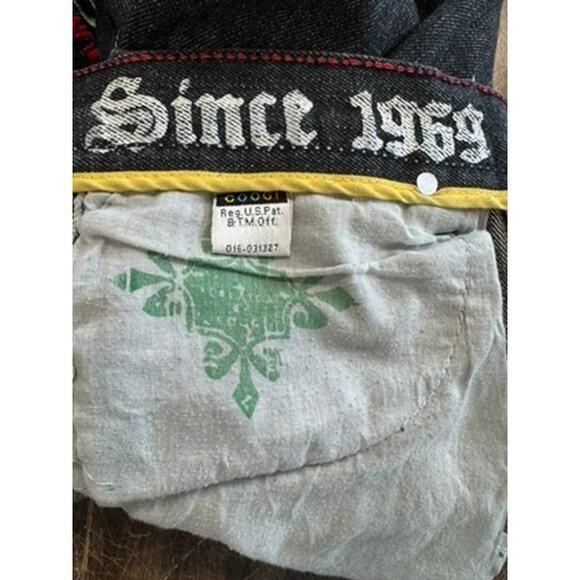 Since 1969
COOGI
Reg. U.S. Pat.
& T.M. Off.
016-031327